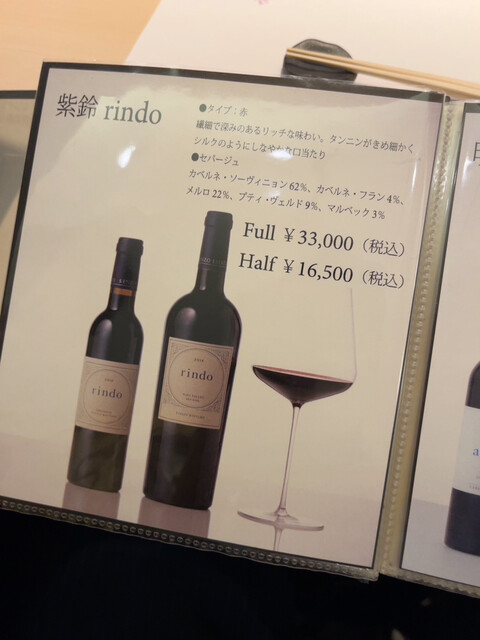 紫鈴 rindo
●タイプ：赤
繊細で深みのあるリッチな味わい。タンニンがきめ細かく
シルクのようにしなやかな口当たり
●セパージュ
カベルネ・ソーヴィニョン62%、カベルネ・フラン4%、
メルロ22%、プティ・ヴェルド9%、マルベック3%
Full ￥33,000（税込）
Half ￥16,500（税込）
rindo
rindo